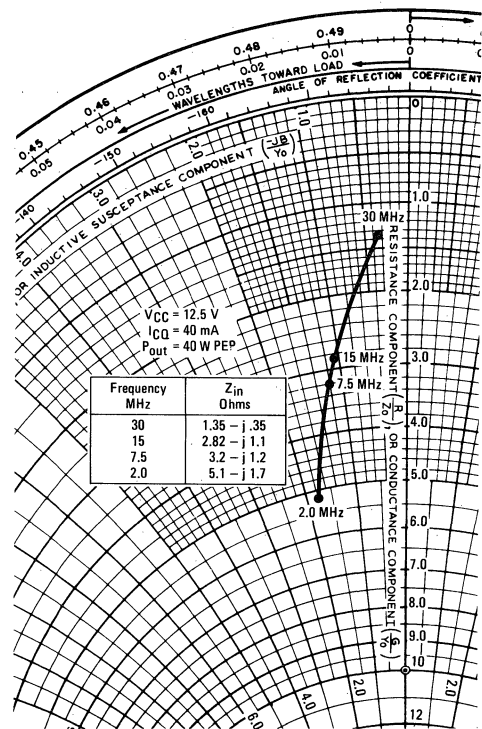 0.49
0.48
0.47
0.46
0.45
0
0.01
0.02
0.03
0.04
0.05
0
WAVELENGTHS TOWARD LOAD
ANGLE OF REFLECTION COEFFICIENT
-160
-150
-140
0
1.0
2.0
3.0
4.0
OR INDUCTIVE SUSCEPTANCE COMPONENT (-JB/Yo)
1.0
30 MHz
2.0
VCC = 12.5 V
ICQ = 40 mA
Pout = 40 W PEP
15 MHz
3.0
7.5 MHz
RESISTANCE COMPONENT (R/Zo), OR CONDUCTANCE COMPONENT (G/Yo)
Frequency MHz | Zin Ohms
30 | 1.35 – j .35
15 | 2.82 – j 1.1
7.5 | 3.2 – j 1.2
2.0 | 5.1 – j 1.7
4.0
5.0
2.0 MHz
6.0
7.0
8.0
9.0
10
2.0
2.0
4.0
6.0
12